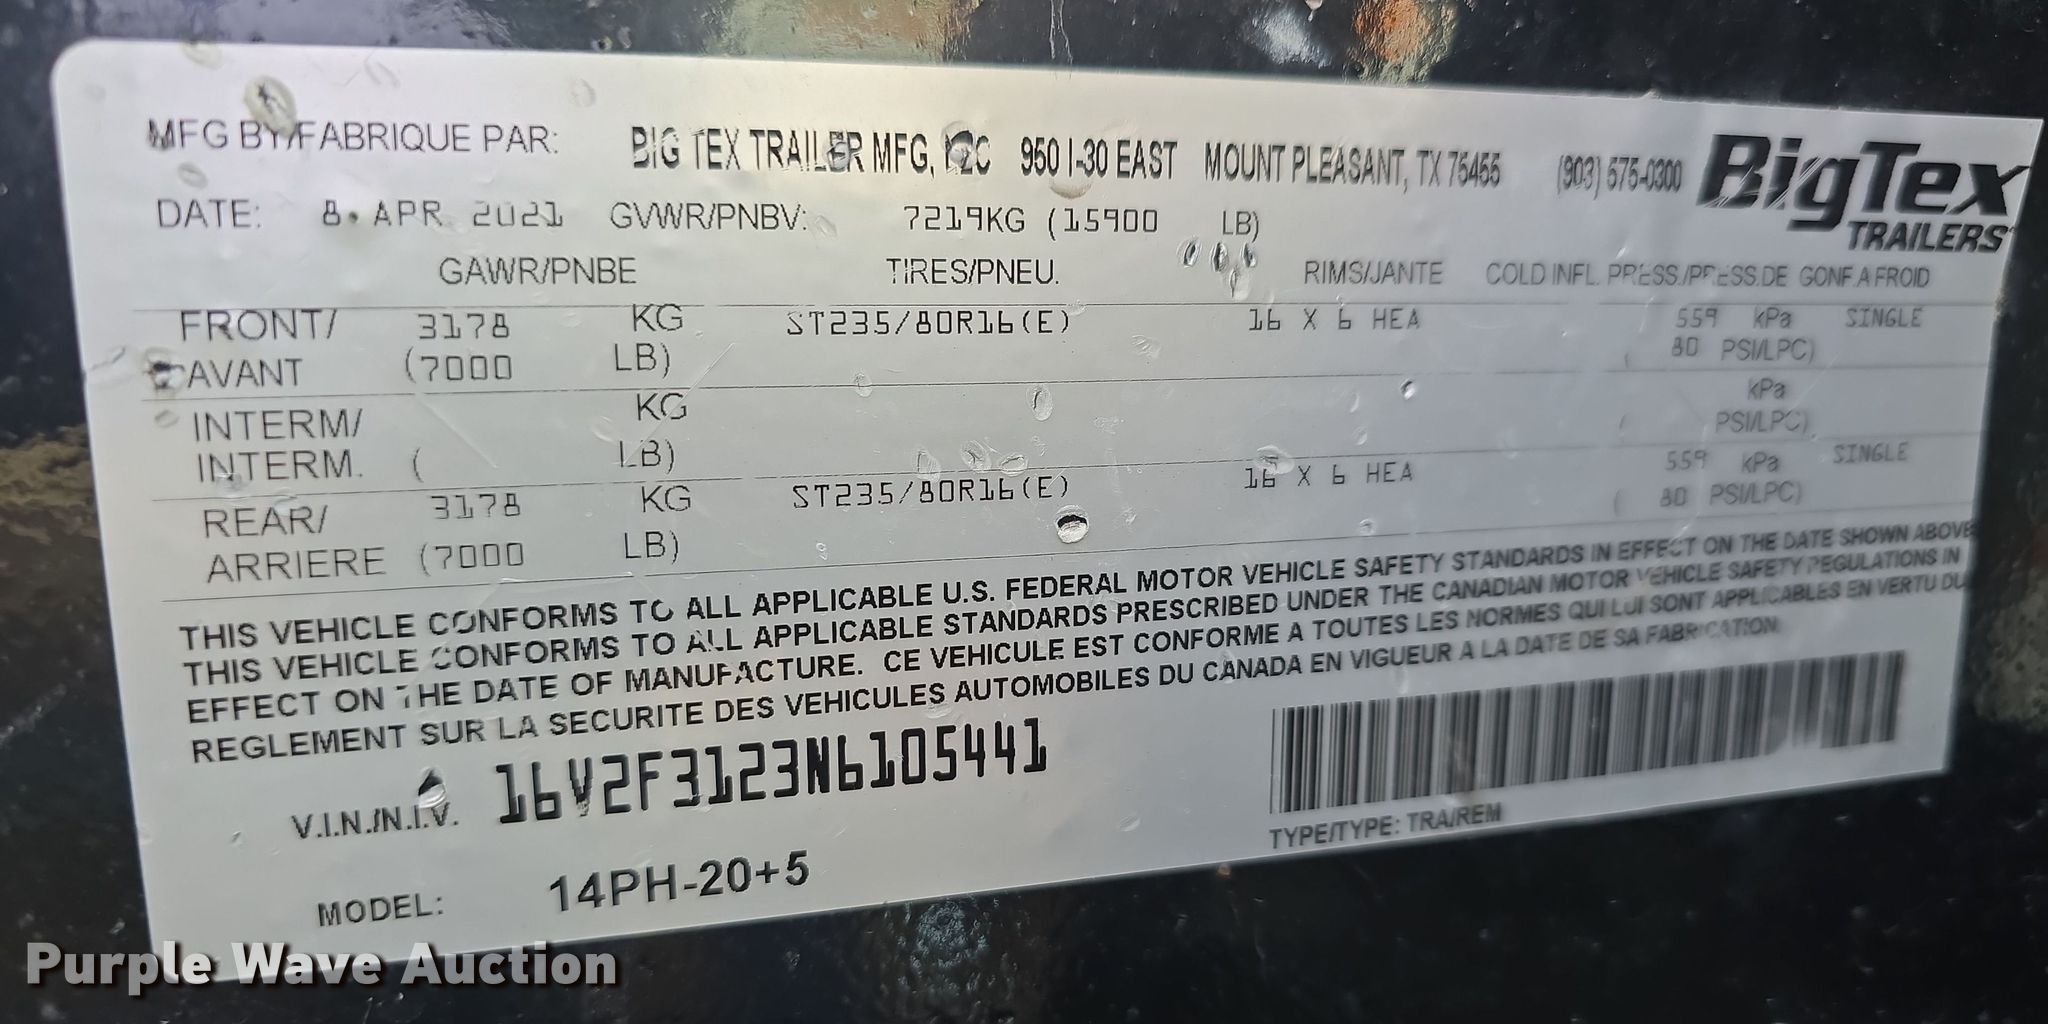 MFG BY/FABRIQUE PAR: BIG TEX TRAILER MFG, 950 I-30 EAST MOUNT PLEASANT, TX 75455 (903) 575-0300 BigTex TRAILERS
DATE: 8. APR 2021 GVWR/PNBV: 7219KG (15900 LB)
GAWR/PNBE TIRES/PNEU. RIMS/JANTE COLD INFL. PRESS./PRESS.DE GONF.A FROID
FRONT/ 3178 KG ST235/80R16(E) 16 X 6 HEA 559 kPa SINGLE
AVANT (7000 LB) ( 80 PSI/LPC)
INTERM/ KG kPa
INTERM. ( LB) ( PSI/LPC)
REAR/ 3178 KG ST235/80R16(E) 16 X 6 HEA 559 kPa SINGLE
ARRIERE (7000 LB) ( 80 PSI/LPC)
THIS VEHICLE CONFORMS TO ALL APPLICABLE U.S. FEDERAL MOTOR VEHICLE SAFETY STANDARDS IN EFFECT ON THE DATE SHOWN ABOVE
THIS VEHICLE CONFORMS TO ALL APPLICABLE STANDARDS PRESCRIBED UNDER THE CANADIAN MOTOR VEHICLE SAFETY REGULATIONS IN
EFFECT ON THE DATE OF MANUFACTURE. CE VEHICULE EST CONFORME A TOUTES LES NORMES QUI LUI SONT APPLICABLES EN VERTU DU
REGLEMENT SUR LA SECURITE DES VEHICULES AUTOMOBILES DU CANADA EN VIGUEUR A LA DATE DE SA FABRICATION
V.I.N./N.I.V. 16V2F3123N6105441
TYPE/TYPE: TRA/REM
MODEL: 14PH-20+5
Purple Wave Auction